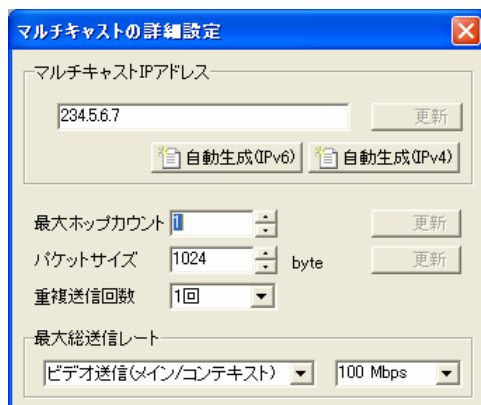 マルチキャストの詳細設定
マルチキャストIPアドレス
234.5.6.7 更新
自動生成(IPv6) 自動生成(IPv4)
最大ホップカウント 1 更新
パケットサイズ 1024 byte 更新
重複送信回数 1回
最大総送信レート
ビデオ送信(メイン/コンテキスト) 100 Mbps